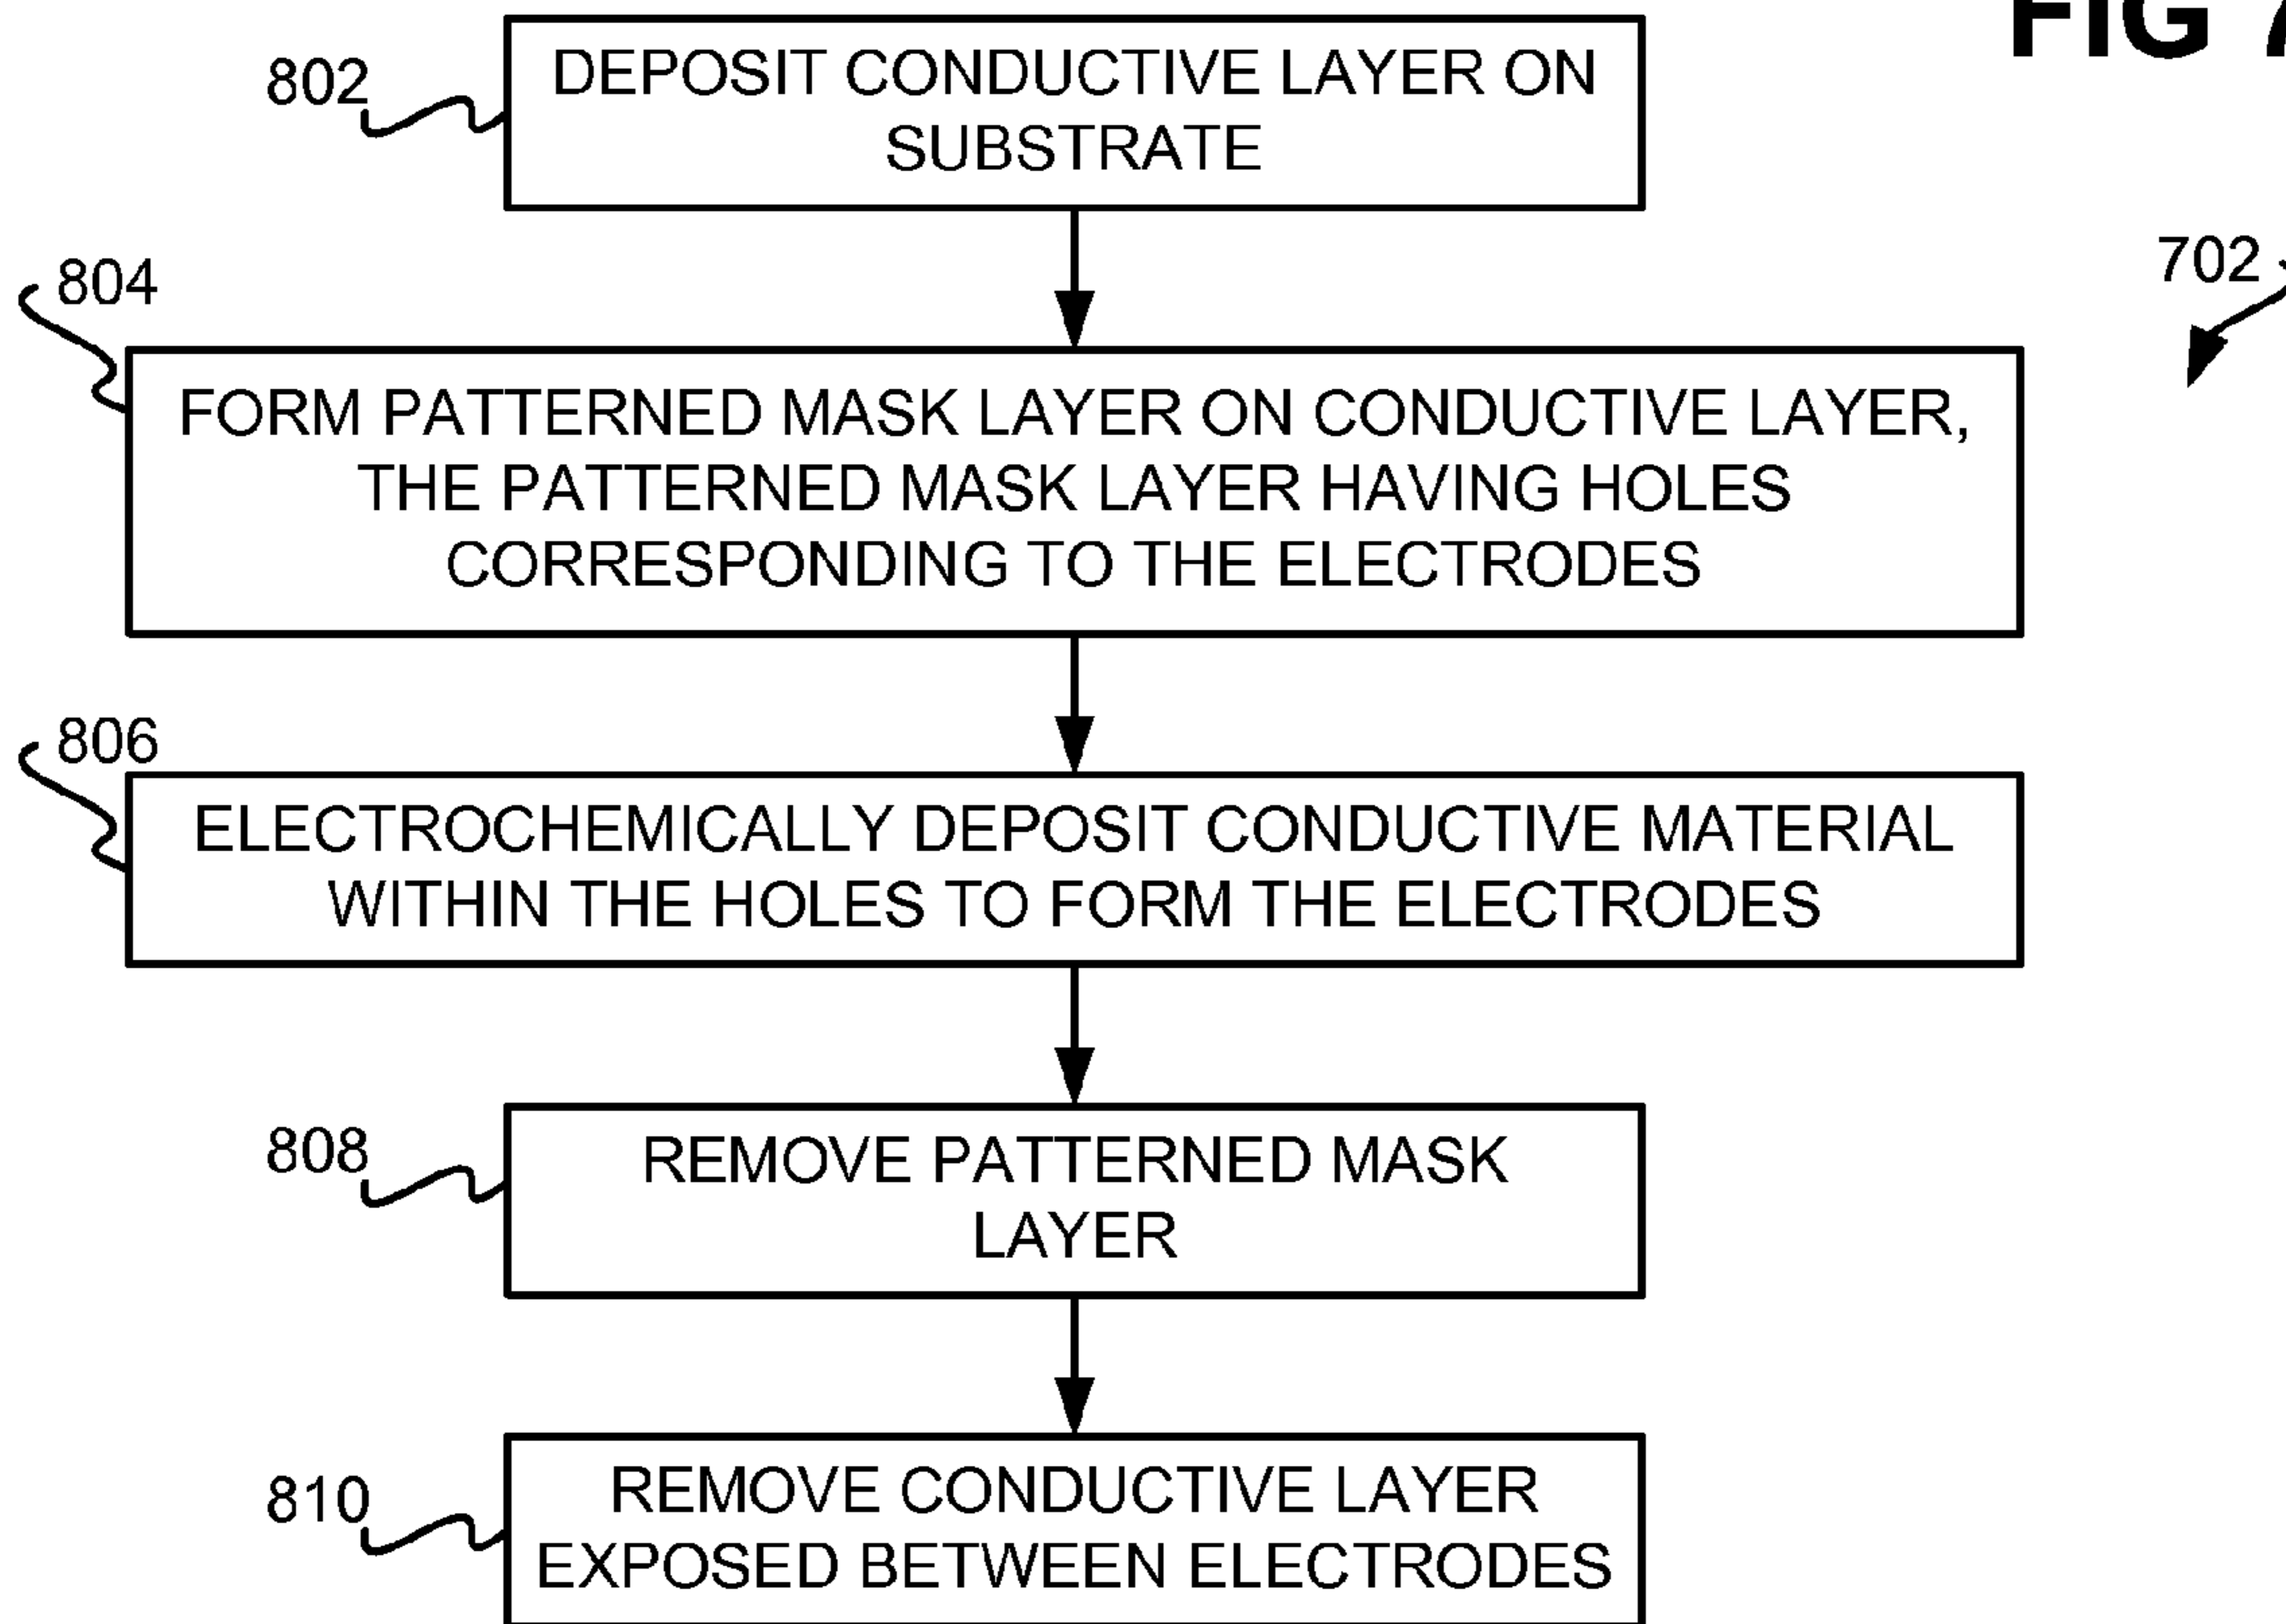 FIG 7
802
DEPOSIT CONDUCTIVE LAYER ON
SUBSTRATE
702
804
FORM PATTERNED MASK LAYER ON CONDUCTIVE LAYER,
THE PATTERNED MASK LAYER HAVING HOLES
CORRESPONDING TO THE ELECTRODES
806
ELECTROCHEMICALLY DEPOSIT CONDUCTIVE MATERIAL
WITHIN THE HOLES TO FORM THE ELECTRODES
808
REMOVE PATTERNED MASK
LAYER
810
REMOVE CONDUCTIVE LAYER
EXPOSED BETWEEN ELECTRODES